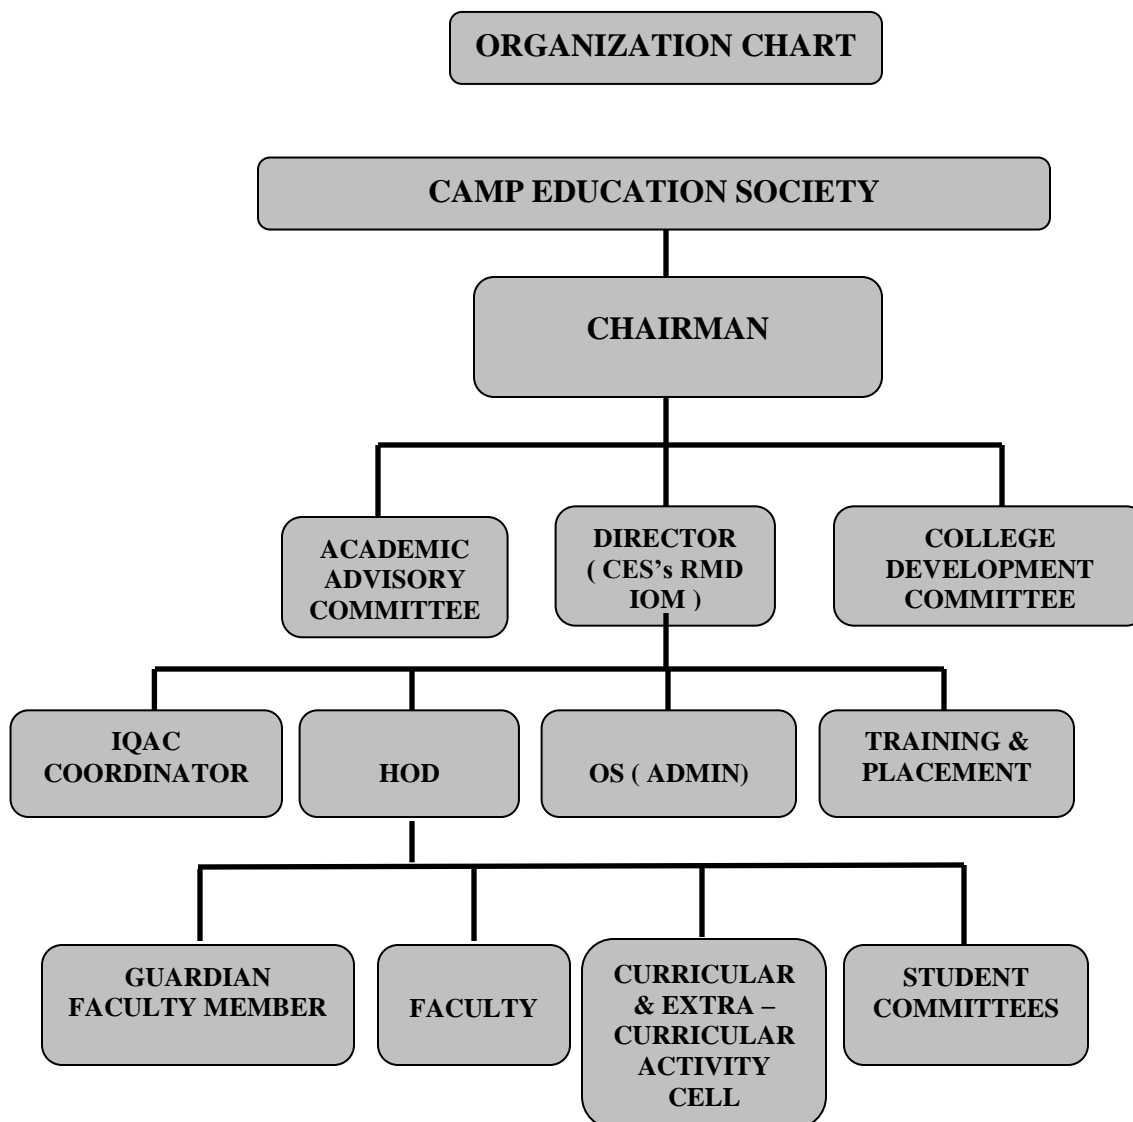 ORGANIZATION CHART
CAMP EDUCATION SOCIETY
CHAIRMAN
ACADEMIC
ADVISORY
COMMITTEE
DIRECTOR
( CES’s RMD
IOM )
COLLEGE
DEVELOPMENT
COMMITTEE
IQAC
COORDINATOR
HOD
OS ( ADMIN)
TRAINING &
PLACEMENT
GUARDIAN
FACULTY MEMBER
FACULTY
CURRICULAR
& EXTRA –
CURRICULAR
ACTIVITY
CELL
STUDENT
COMMITTEES